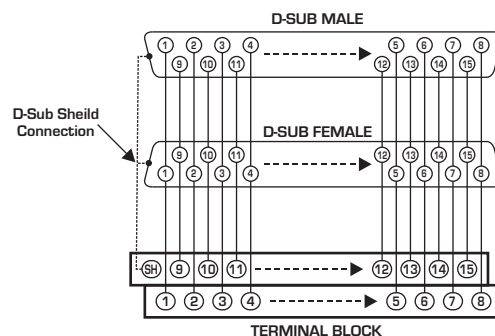 D-SUB MALE
1 2 3 4 5 6 7 8
9 10 11 12 13 14 15
D-Sub Sheild
Connection
D-SUB FEMALE
9 10 11 12 13 14 15
1 2 3 4 5 6 7 8
SH 9 10 11 12 13 14 15
1 2 3 4 5 6 7 8
TERMINAL BLOCK